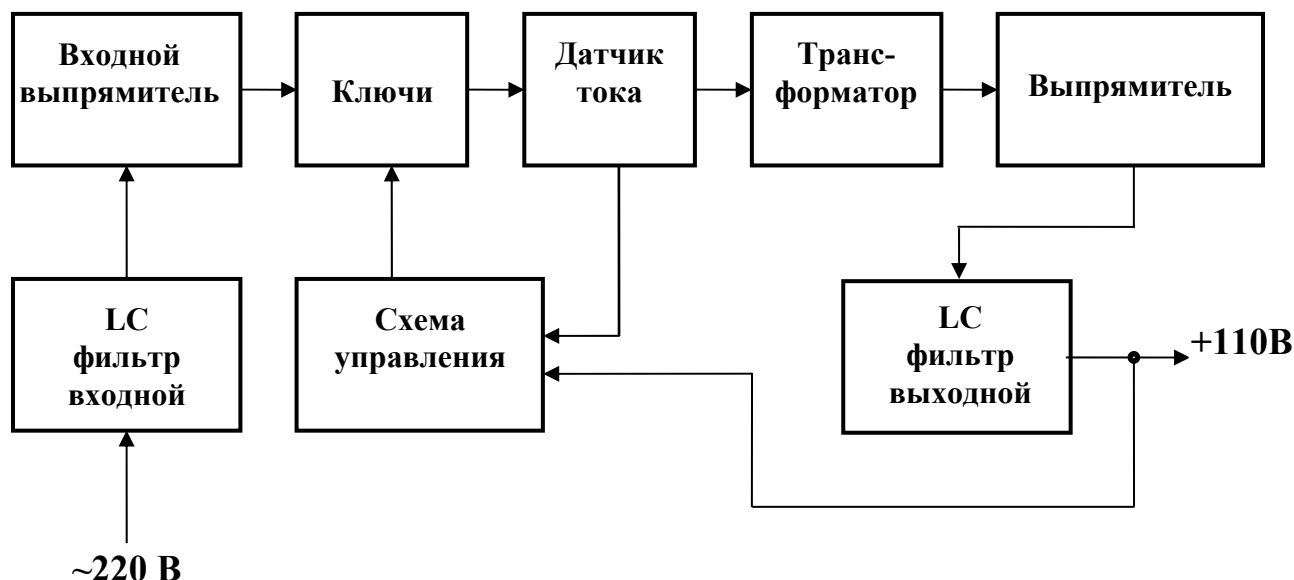 Входной
выпрямитель
Ключи
Датчик
тока
Транс-
форматор
Выпрямитель
LC
фильтр
входной
Схема
управления
LC
фильтр
выходной
+110В
~220 В